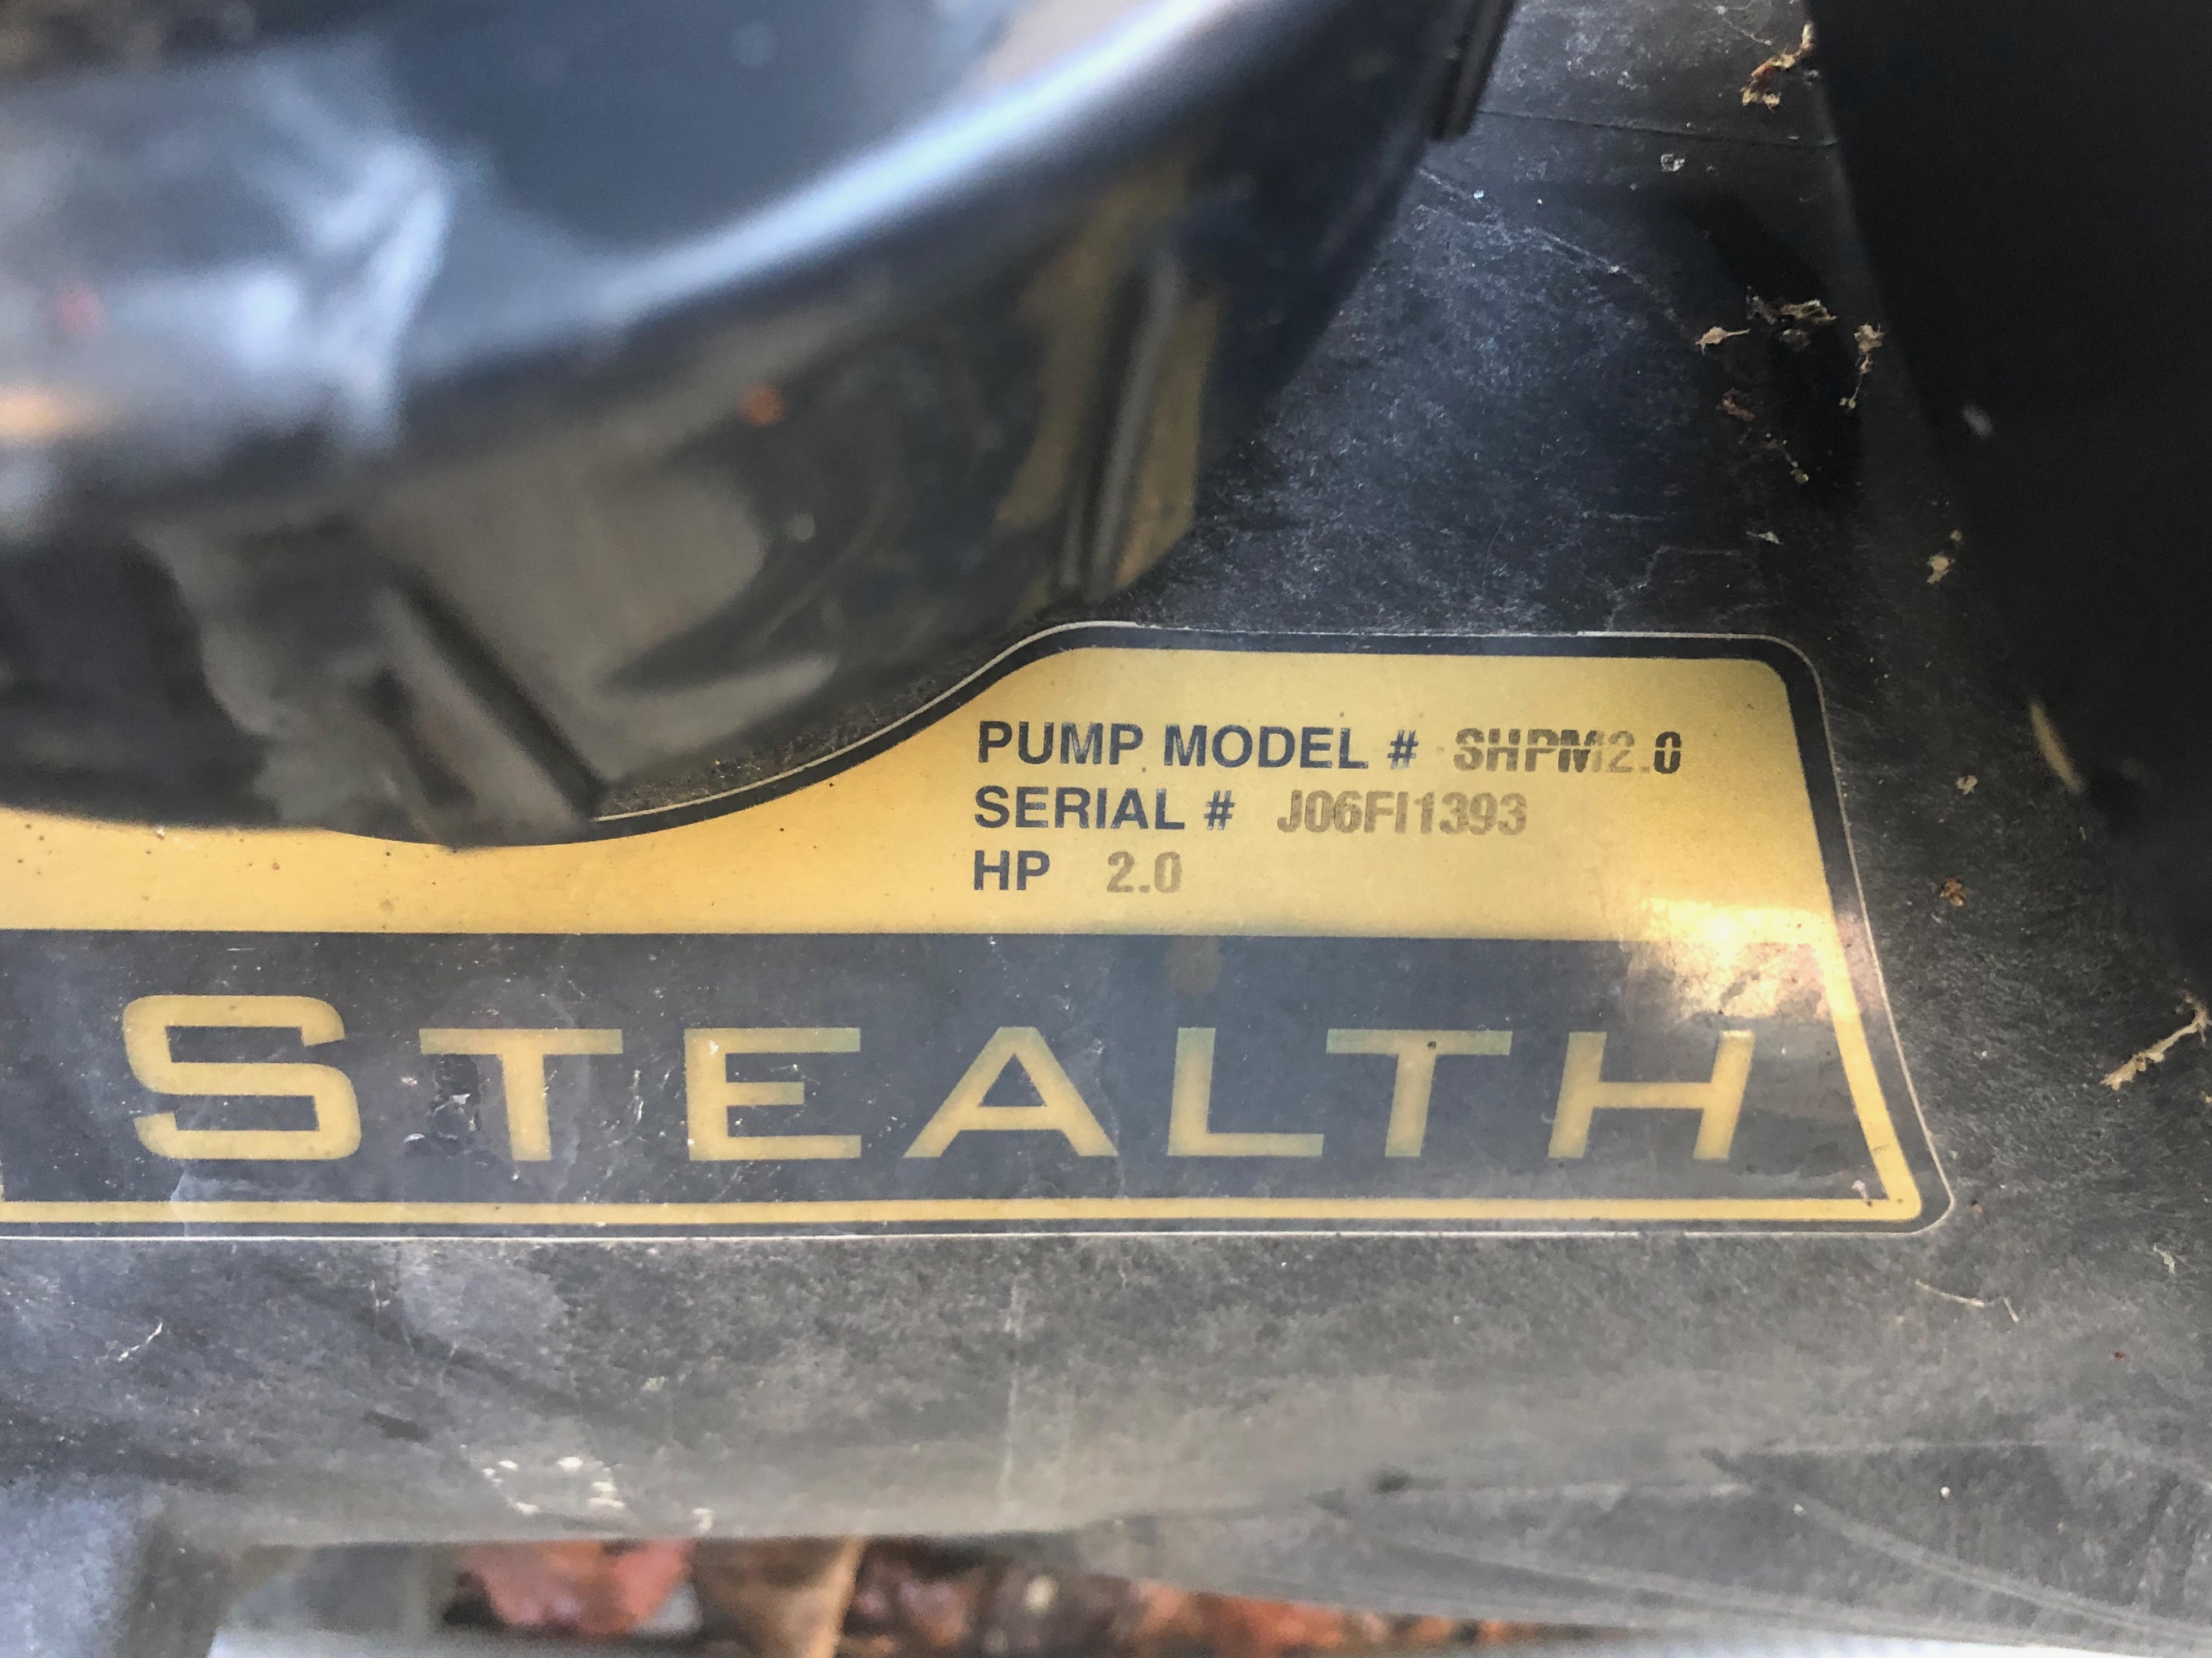 PUMP MODEL # SHPM2.0
SERIAL # J06FI1393
HP 2.0
STEALTH